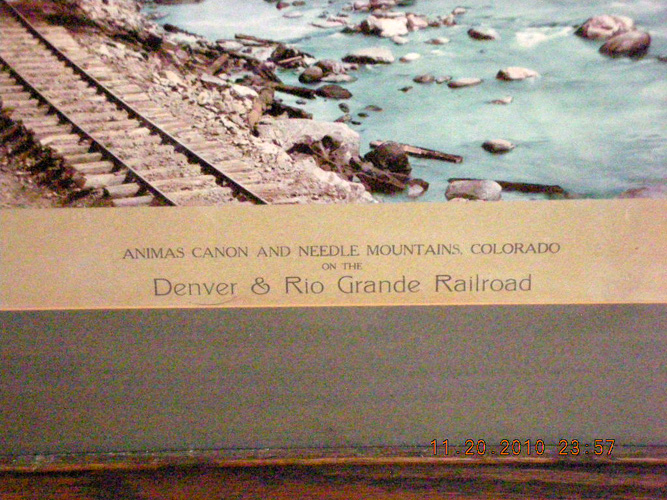 ANIMAS CANON AND NEEDLE MOUNTAINS, COLORADO
ON THE
Denver & Rio Grande Railroad
11.20.2010 23:57